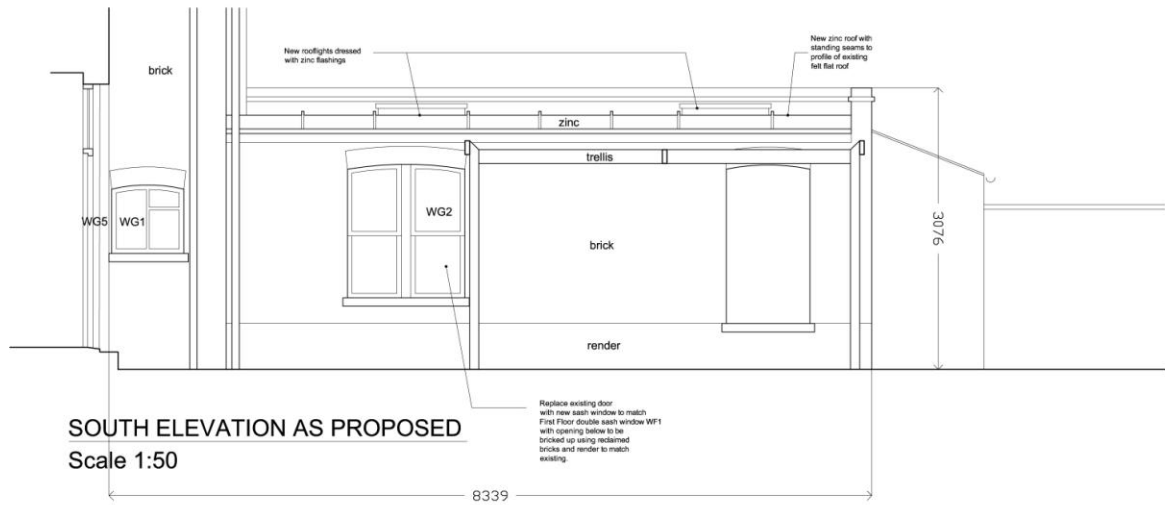 brick
New rooflights dressed
with zinc flashings
New zinc roof with
standing seams to
profile of existing
felt flat roof
zinc
trellis
WG5
WG1
WG2
brick
3076
render
Replace existing door
with new sash window to match
First Floor double sash window WF1
with opening below to be
bricked up using reclaimed
bricks and render to match
existing.
SOUTH ELEVATION AS PROPOSED
Scale 1:50
8339